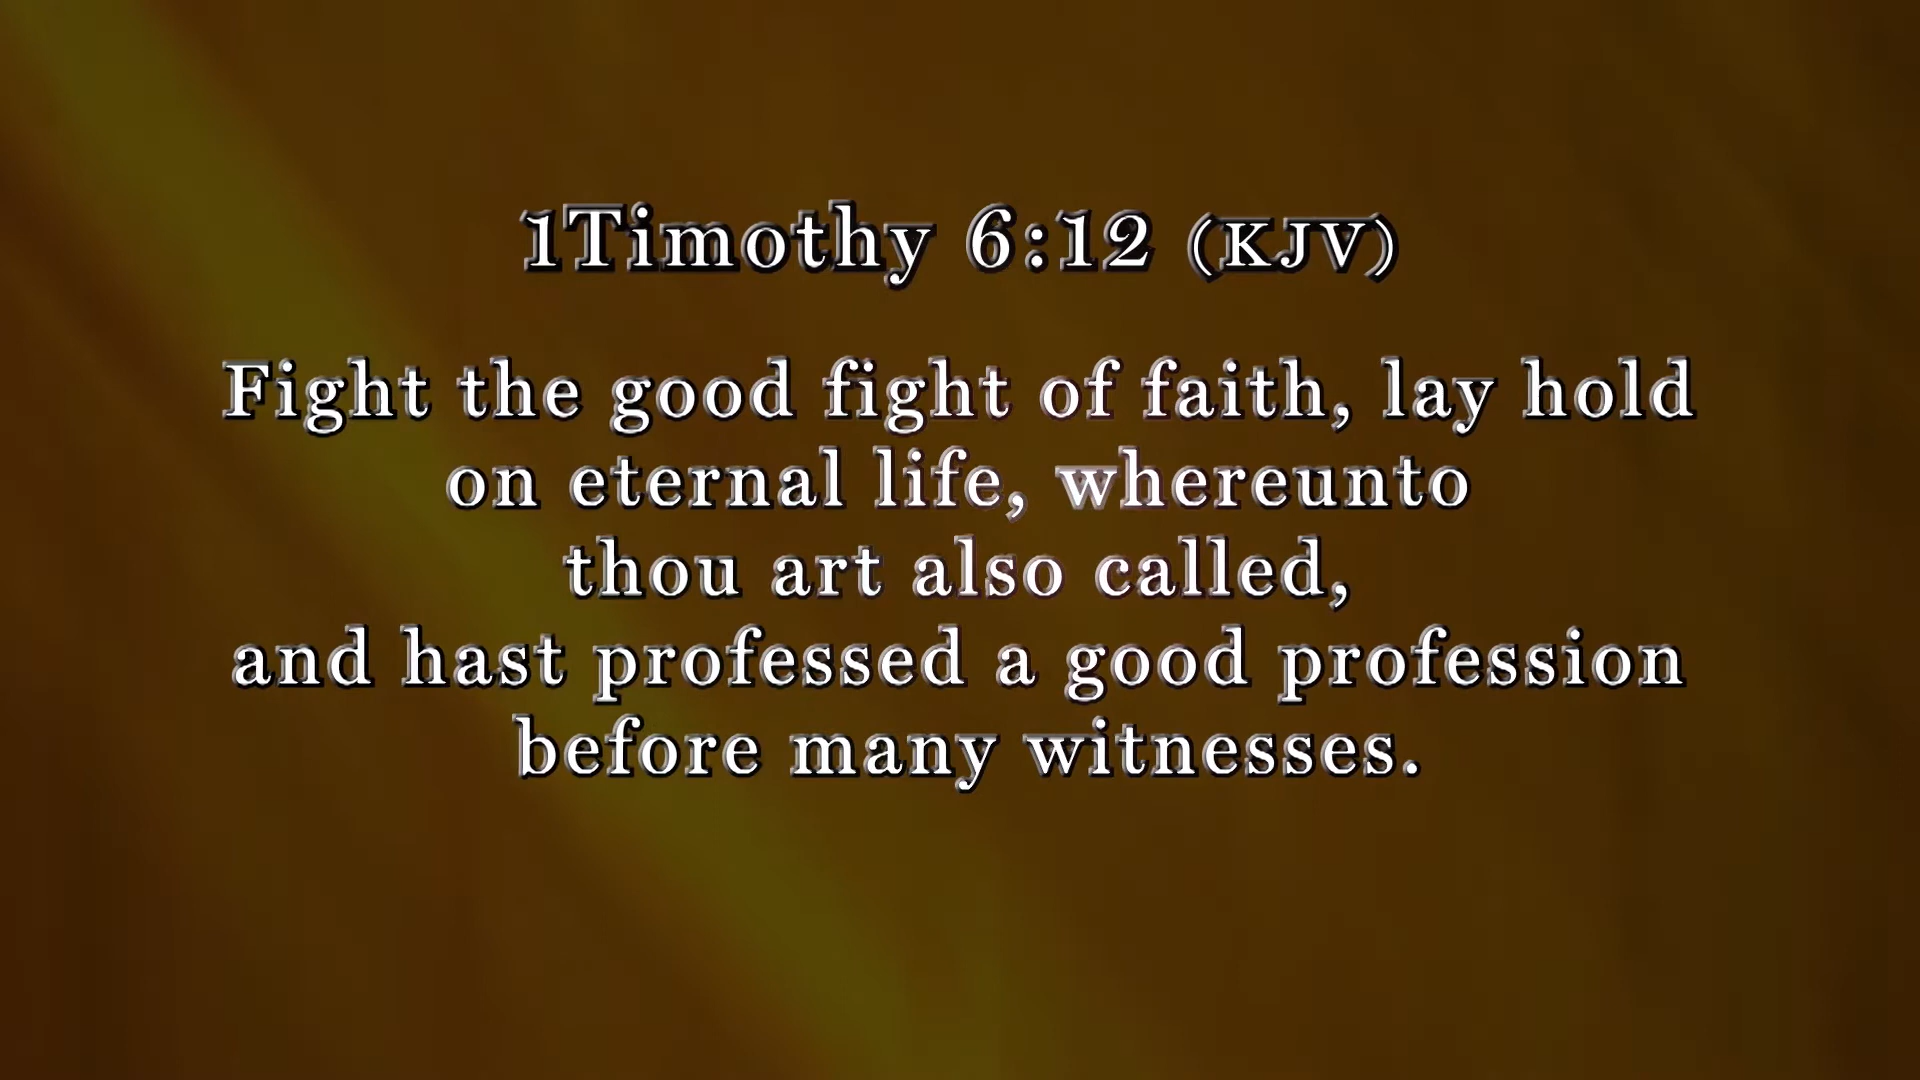 1Timothy 6:12 (KJV)
Fight the good fight of faith, lay hold
on eternal life, whereunto
thou art also called,
and hast professed a good profession
before many witnesses.